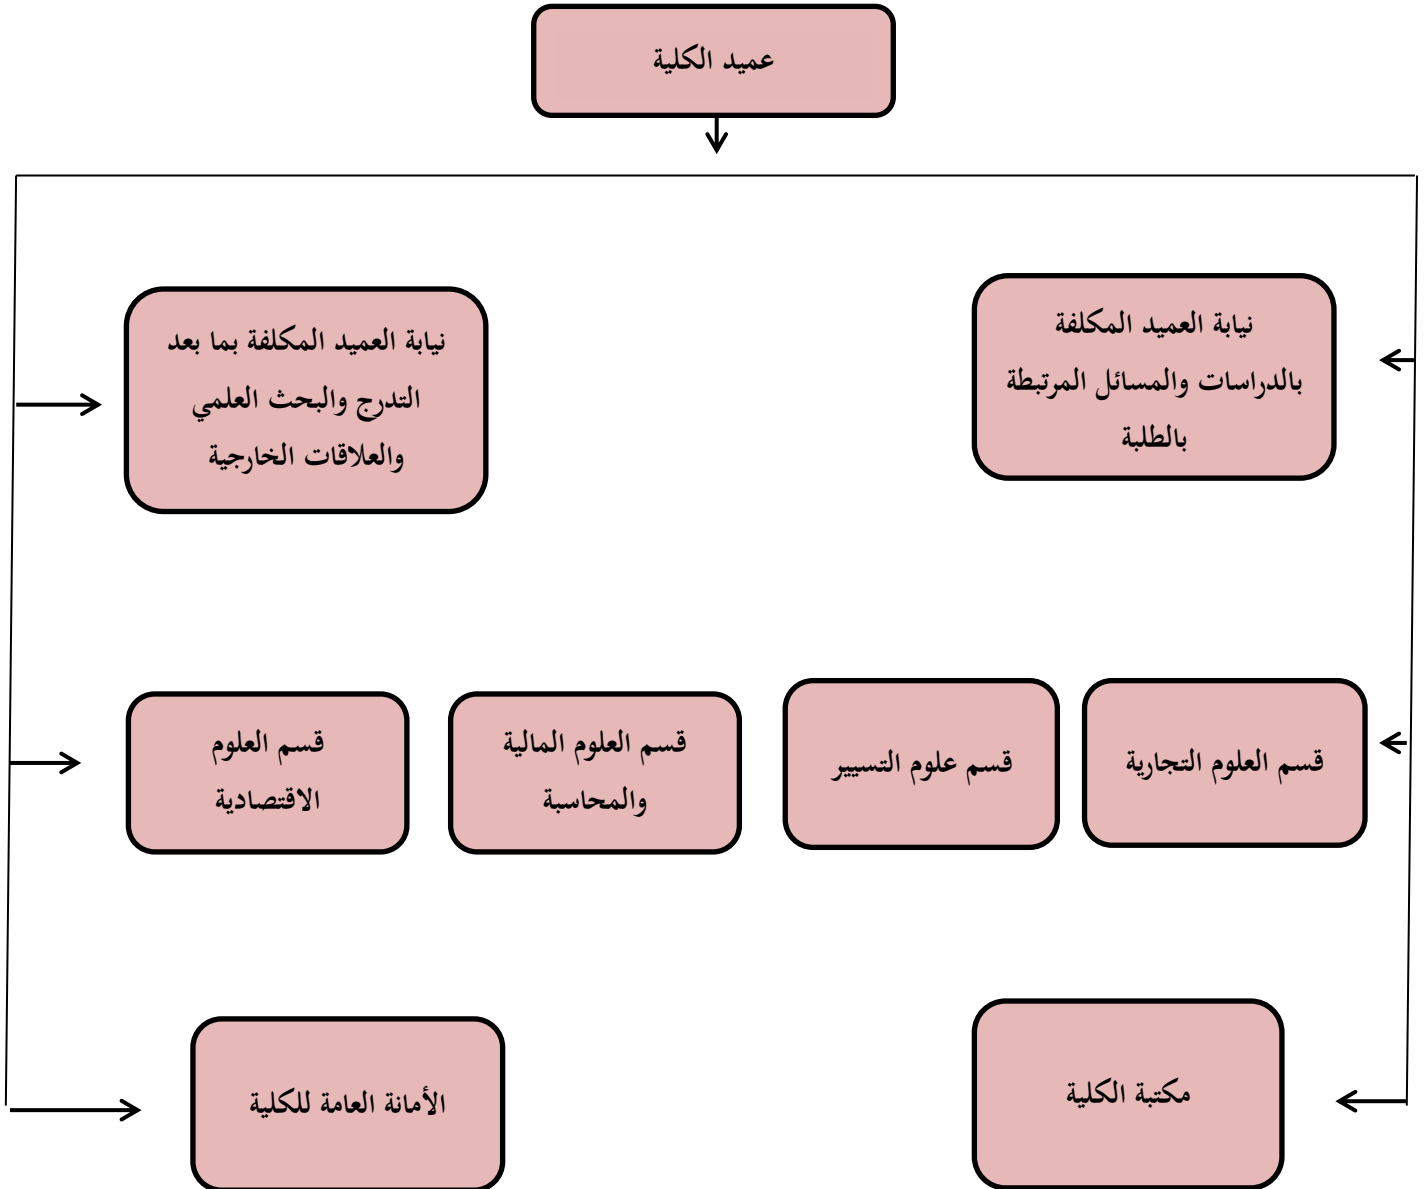 عميد الكلية
نيابة العميد المكلفة
بالدراسات والمسائل المرتبطة
بالطلبة
نيابة العميد المكلفة بما بعد
التدرج والبحث العلمي
والعلاقات الخارجية
قسم العلوم التجارية
قسم علوم التسيير
قسم العلوم المالية
والمحاسبة
قسم العلوم
الاقتصادية
مكتبة الكلية
الأمانة العامة للكلية